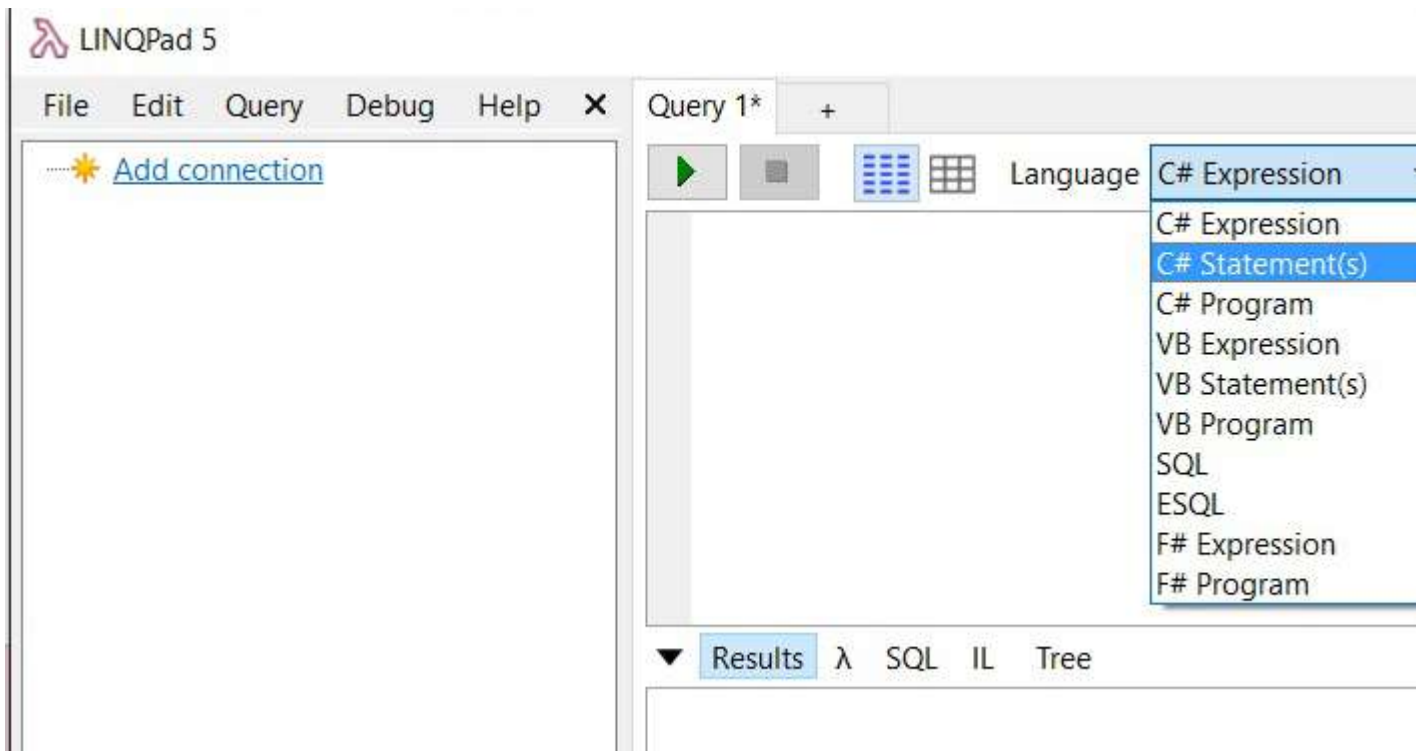 LINQPad 5
File Edit Query Debug Help ✕
Query 1* +
Add connection
Language C# Expression
C# Expression
C# Statement(s)
C# Program
VB Expression
VB Statement(s)
VB Program
SQL
ESQL
F# Expression
F# Program
Results λ SQL IL Tree